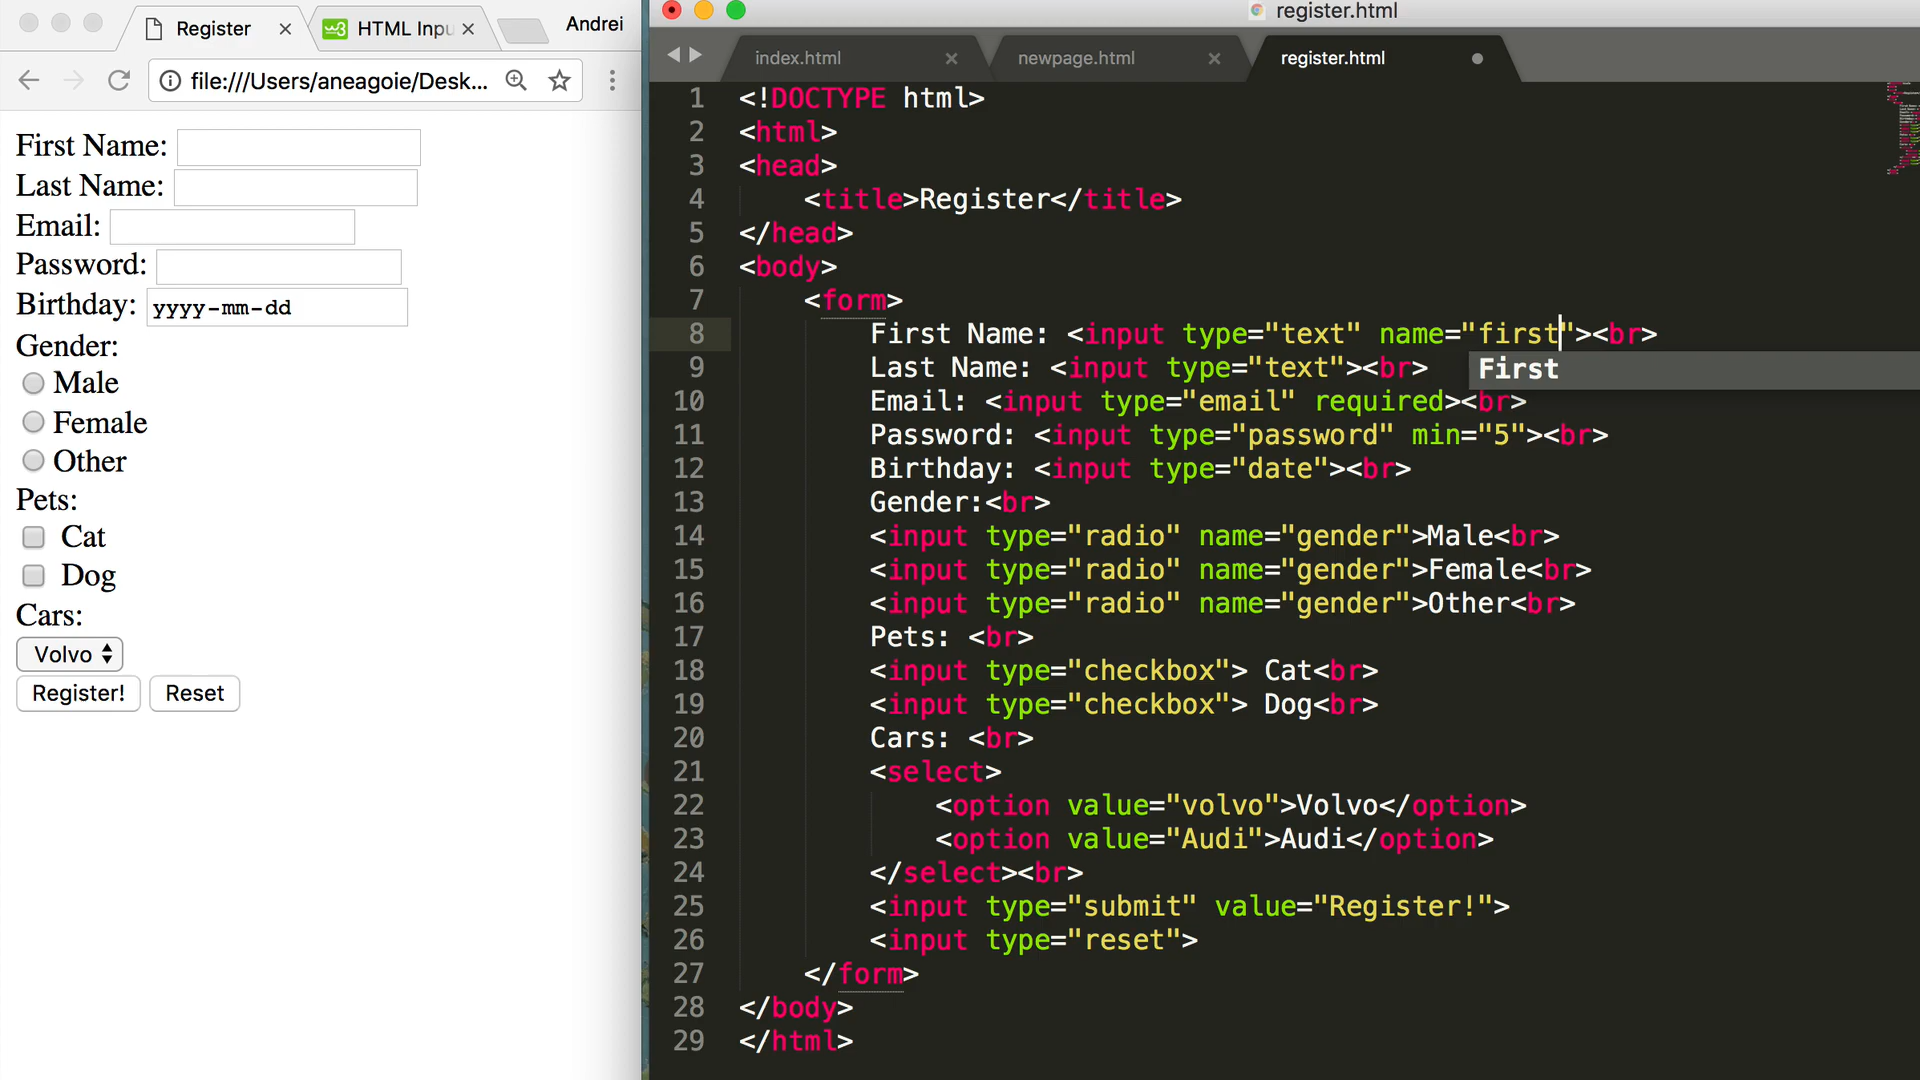 Register
HTML Inpu
Andrei
file:///Users/aneagoie/Desk...
First Name:
Last Name:
Email:
Password:
Birthday: yyyy-mm-dd
Gender:
Male
Female
Other
Pets:
Cat
Dog
Cars:
Volvo
Register! Reset
register.html
index.html
newpage.html
register.html
1 <!DOCTYPE html>
2 <html>
3 <head>
4 <title>Register</title>
5 </head>
6 <body>
7 <form>
8 First Name: <input type="text" name="first"><br>
First
9 Last Name: <input type="text"><br>
10 Email: <input type="email" required><br>
11 Password: <input type="password" min="5"><br>
12 Birthday: <input type="date"><br>
13 Gender:<br>
14 <input type="radio" name="gender">Male<br>
15 <input type="radio" name="gender">Female<br>
16 <input type="radio" name="gender">Other<br>
17 Pets: <br>
18 <input type="checkbox"> Cat<br>
19 <input type="checkbox"> Dog<br>
20 Cars: <br>
21 <select>
22 <option value="volvo">Volvo</option>
23 <option value="Audi">Audi</option>
24 </select><br>
25 <input type="submit" value="Register!">
26 <input type="reset">
27 </form>
28 </body>
29 </html>